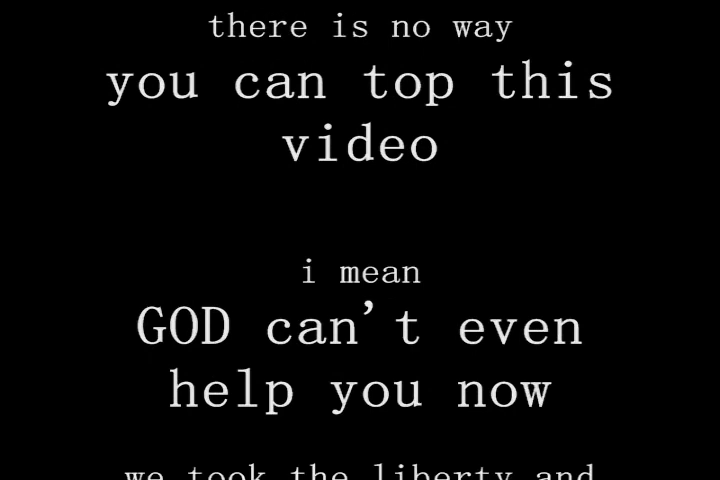 there is no way
you can top this
video
i mean
GOD can't even
help you now
we took the liberty and